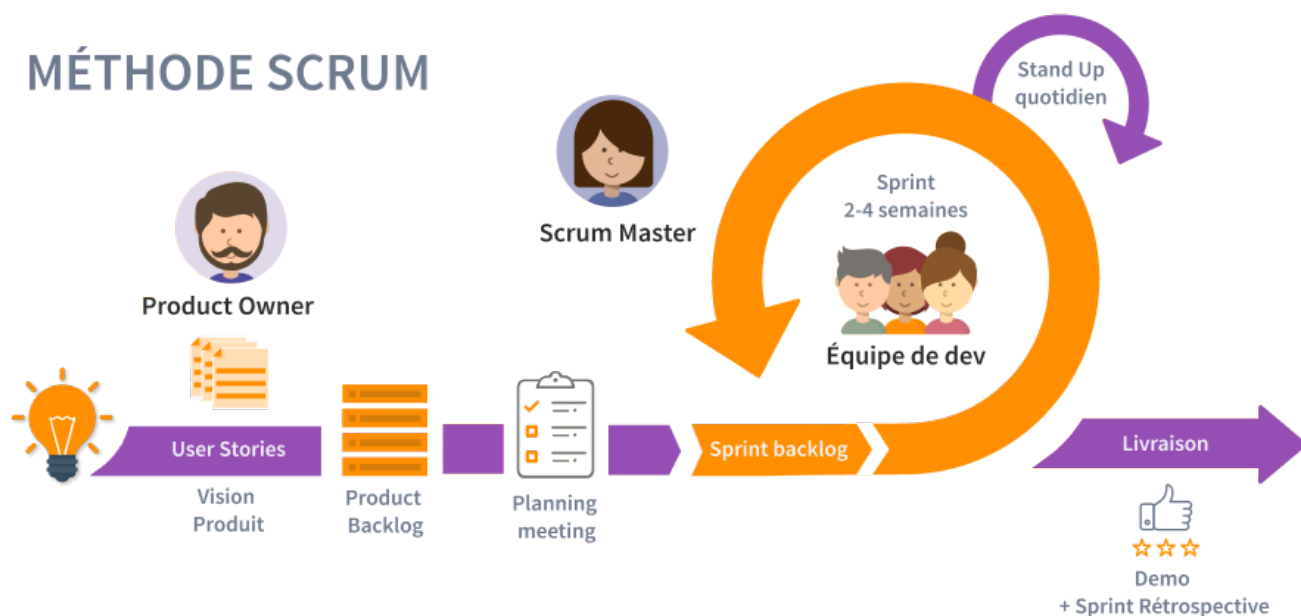 MÉTHODE SCRUM
Stand Up
quotidien
Sprint
2-4 semaines
Scrum Master
Product Owner
Équipe de dev
User Stories
Sprint backlog
Livraison
Vision
Produit
Product
Backlog
Planning
meeting
Demo
+ Sprint Rétrospective